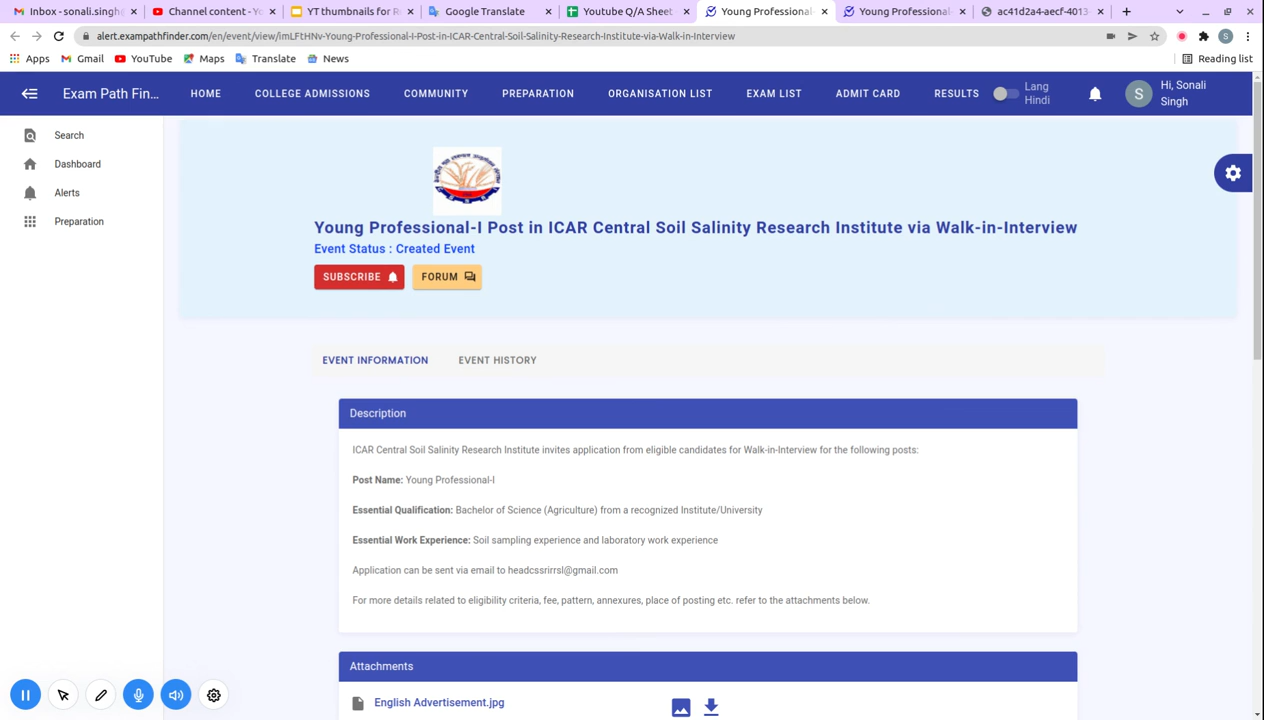 Inbox - sonali.singh@
Channel content - Yo
YT thumbnails for R
Google Translate
Youtube Q/A Sheet
Young Professional
Young Professional
ac41d2a4-aecf-4013
alert.exampathfinder.com/en/event/view/imLFtHNv-Young-Professional-I-Post-in-ICAR-Central-Soil-Salinity-Research-Institute-via-Walk-in-Interview
S
Apps
Gmail
YouTube
Maps
Translate
News
Reading list
Exam Path Fin...
HOME
COLLEGE ADMISSIONS
COMMUNITY
PREPARATION
ORGANISATION LIST
EXAM LIST
ADMIT CARD
RESULTS
Lang
Hindi
S
Hi, Sonali
Singh
Search
Dashboard
Alerts
Preparation
Young Professional-I Post in ICAR Central Soil Salinity Research Institute via Walk-in-Interview
Event Status : Created Event
SUBSCRIBE
FORUM
EVENT INFORMATION
EVENT HISTORY
Description
ICAR Central Soil Salinity Research Institute invites application from eligible candidates for Walk-in-Interview for the following posts:
Post Name: Young Professional-I
Essential Qualification: Bachelor of Science (Agriculture) from a recognized Institute/University
Essential Work Experience: Soil sampling experience and laboratory work experience
Application can be sent via email to headcssrirrsl@gmail.com
For more details related to eligibility criteria, fee, pattern, annexures, place of posting etc. refer to the attachments below.
Attachments
English Advertisement.jpg